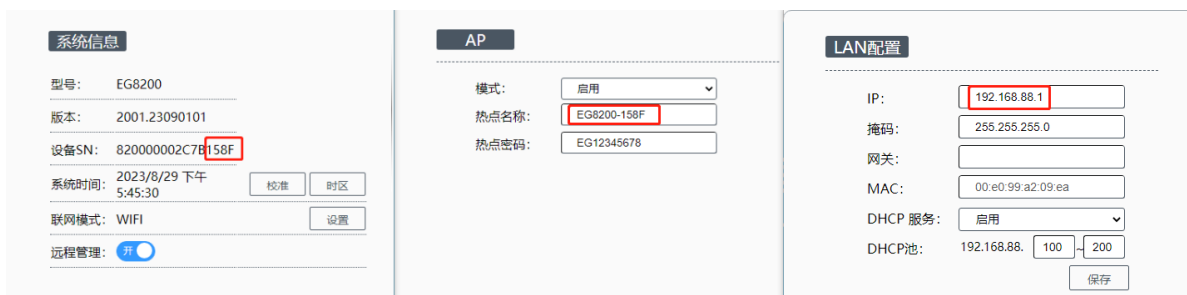 系统信息
型号： EG8200
版本： 2001.23090101
设备SN： 820000002C7B158F
系统时间： 2023/8/29 下午
5:45:30
校准 时区
联网模式： WIFI 设置
远程管理： 开
AP
模式： 启用
热点名称： EG8200-158F
热点密码： EG12345678
LAN配置
IP： 192.168.88.1
掩码： 255.255.255.0
网关：
MAC： 00:e0:99:a2:09:ea
DHCP 服务： 启用
DHCP池： 192.168.88. 100 ~ 200
保存